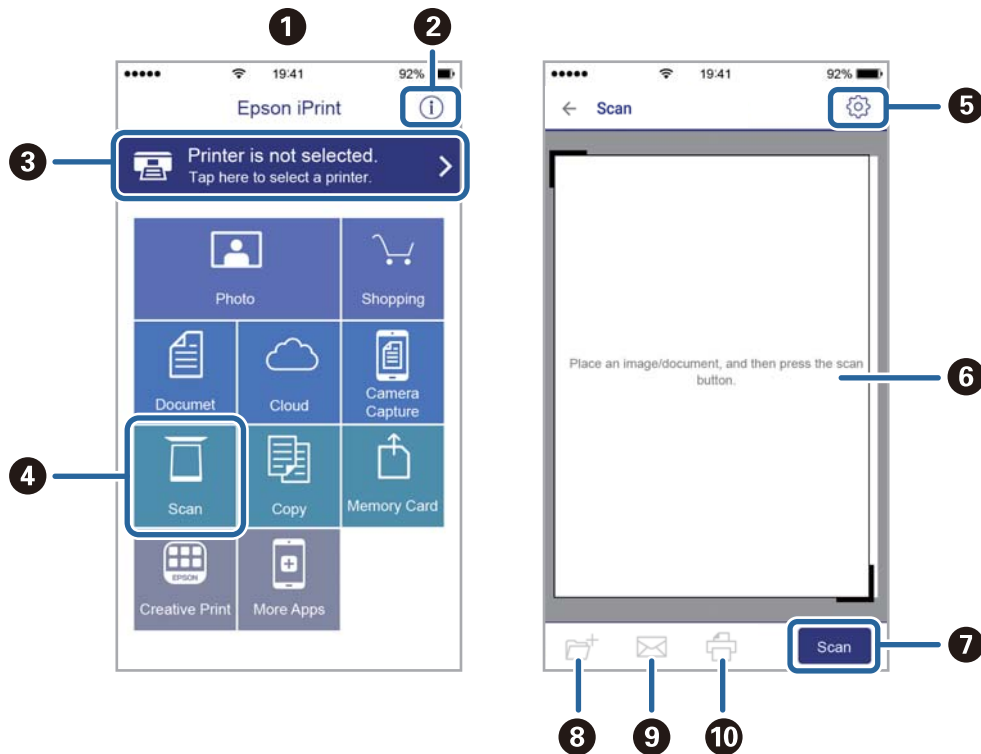 1
2
19:41
92%
Epson iPrint
i
3
Printer is not selected.
Tap here to select a printer.
Photo
Shopping
Documet
Cloud
Camera
Capture
4
Scan
Copy
Memory Card
EPSON
Creative Print
More Apps
19:41
92%
Scan
5
Place an image/document, and then press the scan
button.
6
Scan
7
8
9
10